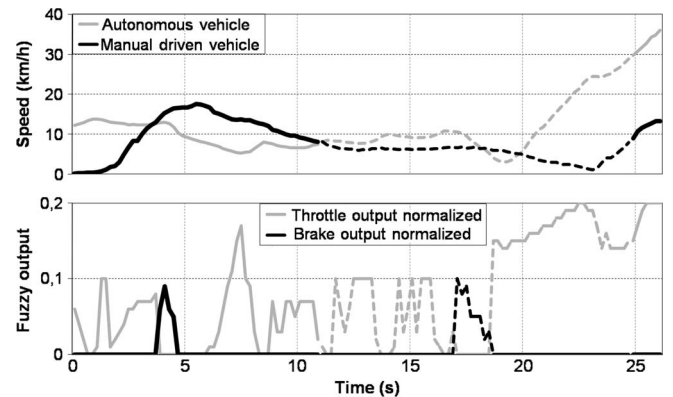 40
30
20
10
0
Speed (km/h)
Autonomous vehicle
Manual driven vehicle
0,2
0,1
0
Fuzzy output
Throttle output normalized
Brake output normalized
0 5 10 15 20 25
Time (s)